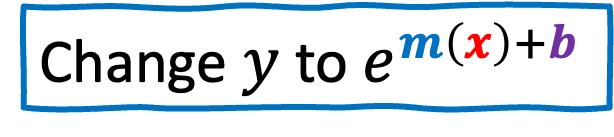 Change y to e^{m(x)+b}